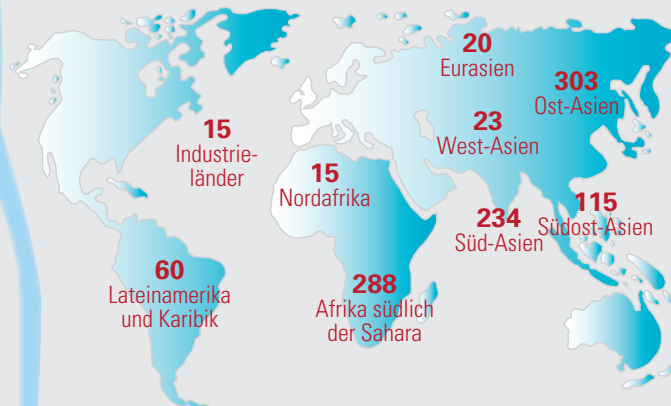 20
Eurasien
303
Ost-Asien
23
West-Asien
15
Industrie-
länder
15
Nordafrika
234
Süd-Asien
115
Südost-Asien
60
Lateinamerika
und Karibik
288
Afrika südlich
der Sahara